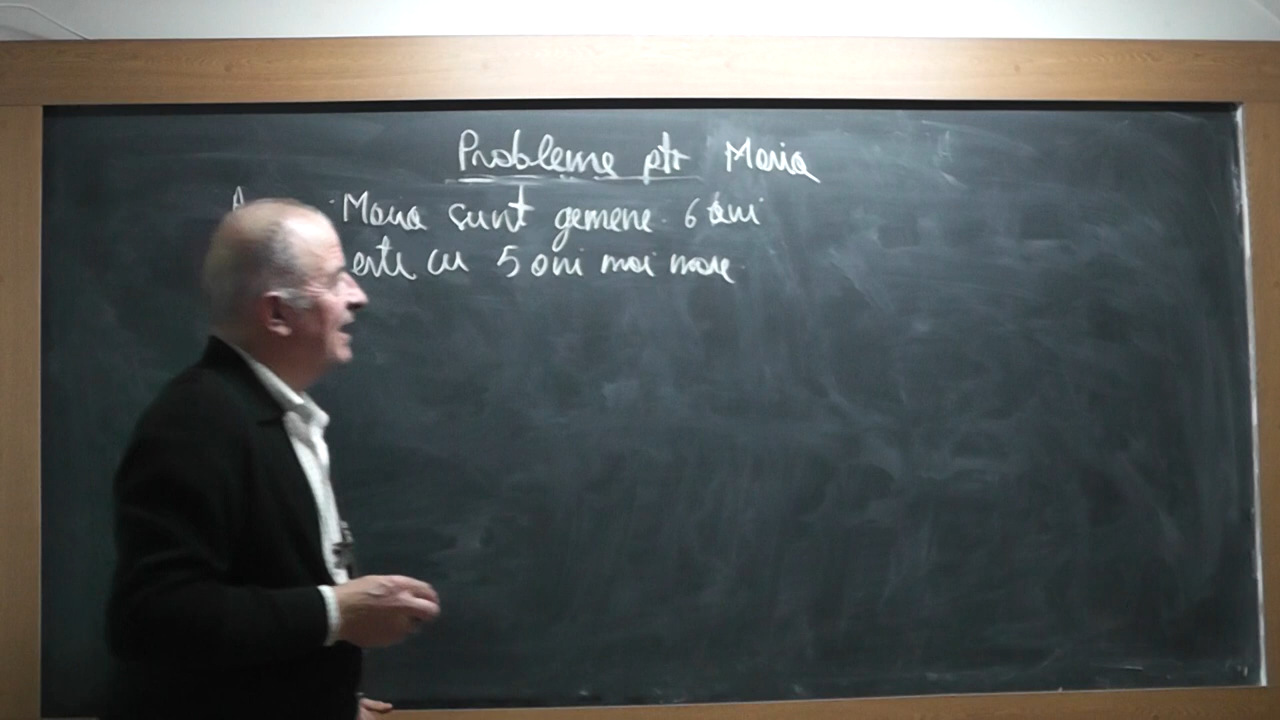 Probleme ptr Maria
Maria sunt gemene. 6 ani
este cu 5 ani mai mare